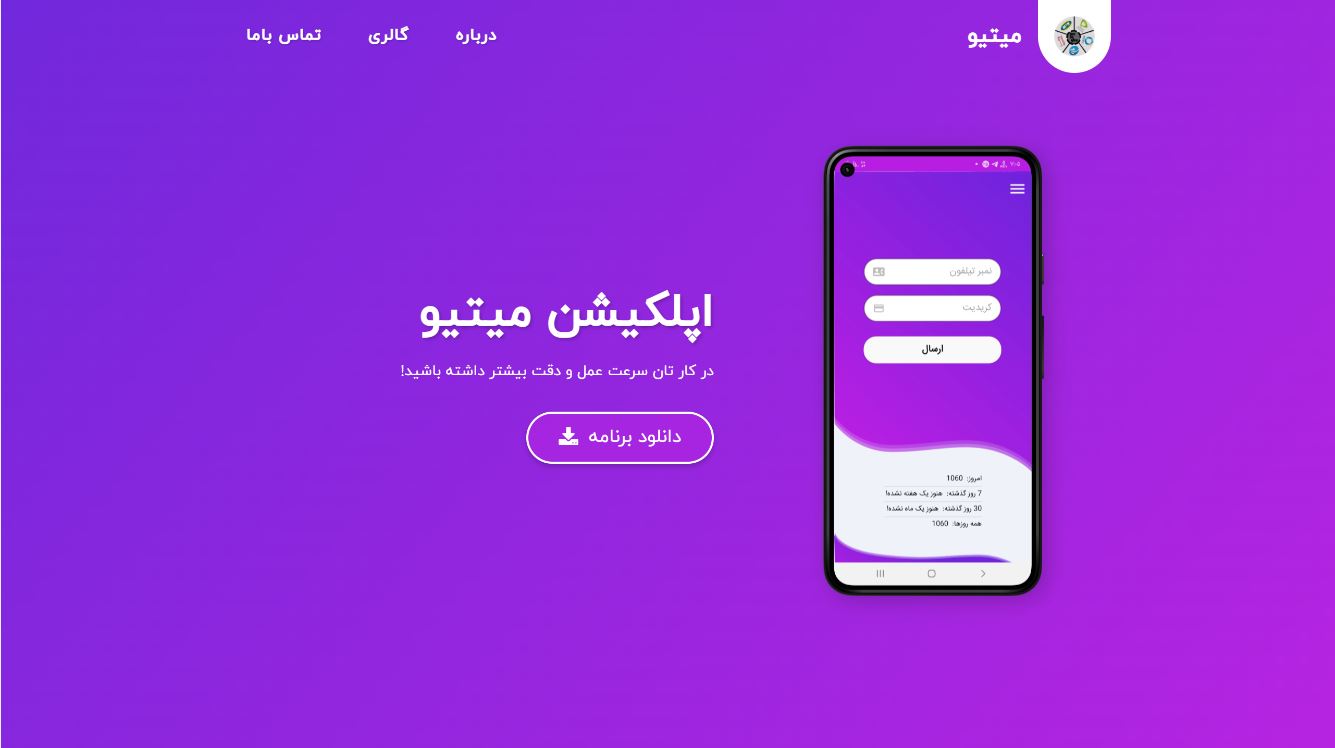 میتیو
درباره
گالری
تماس باما
۷:۰۵
نمبر تیلفون
کریدیت
ارسال
امروز: 1060
7 روز گذشته: هنوز یک هفته نشده!
30 روز گذشته: هنوز یک ماه نشده!
همه روزها: 1060
اپلکیشن میتیو
در کار تان سرعت عمل و دقت بیشتر داشته باشید!
دانلود برنامه